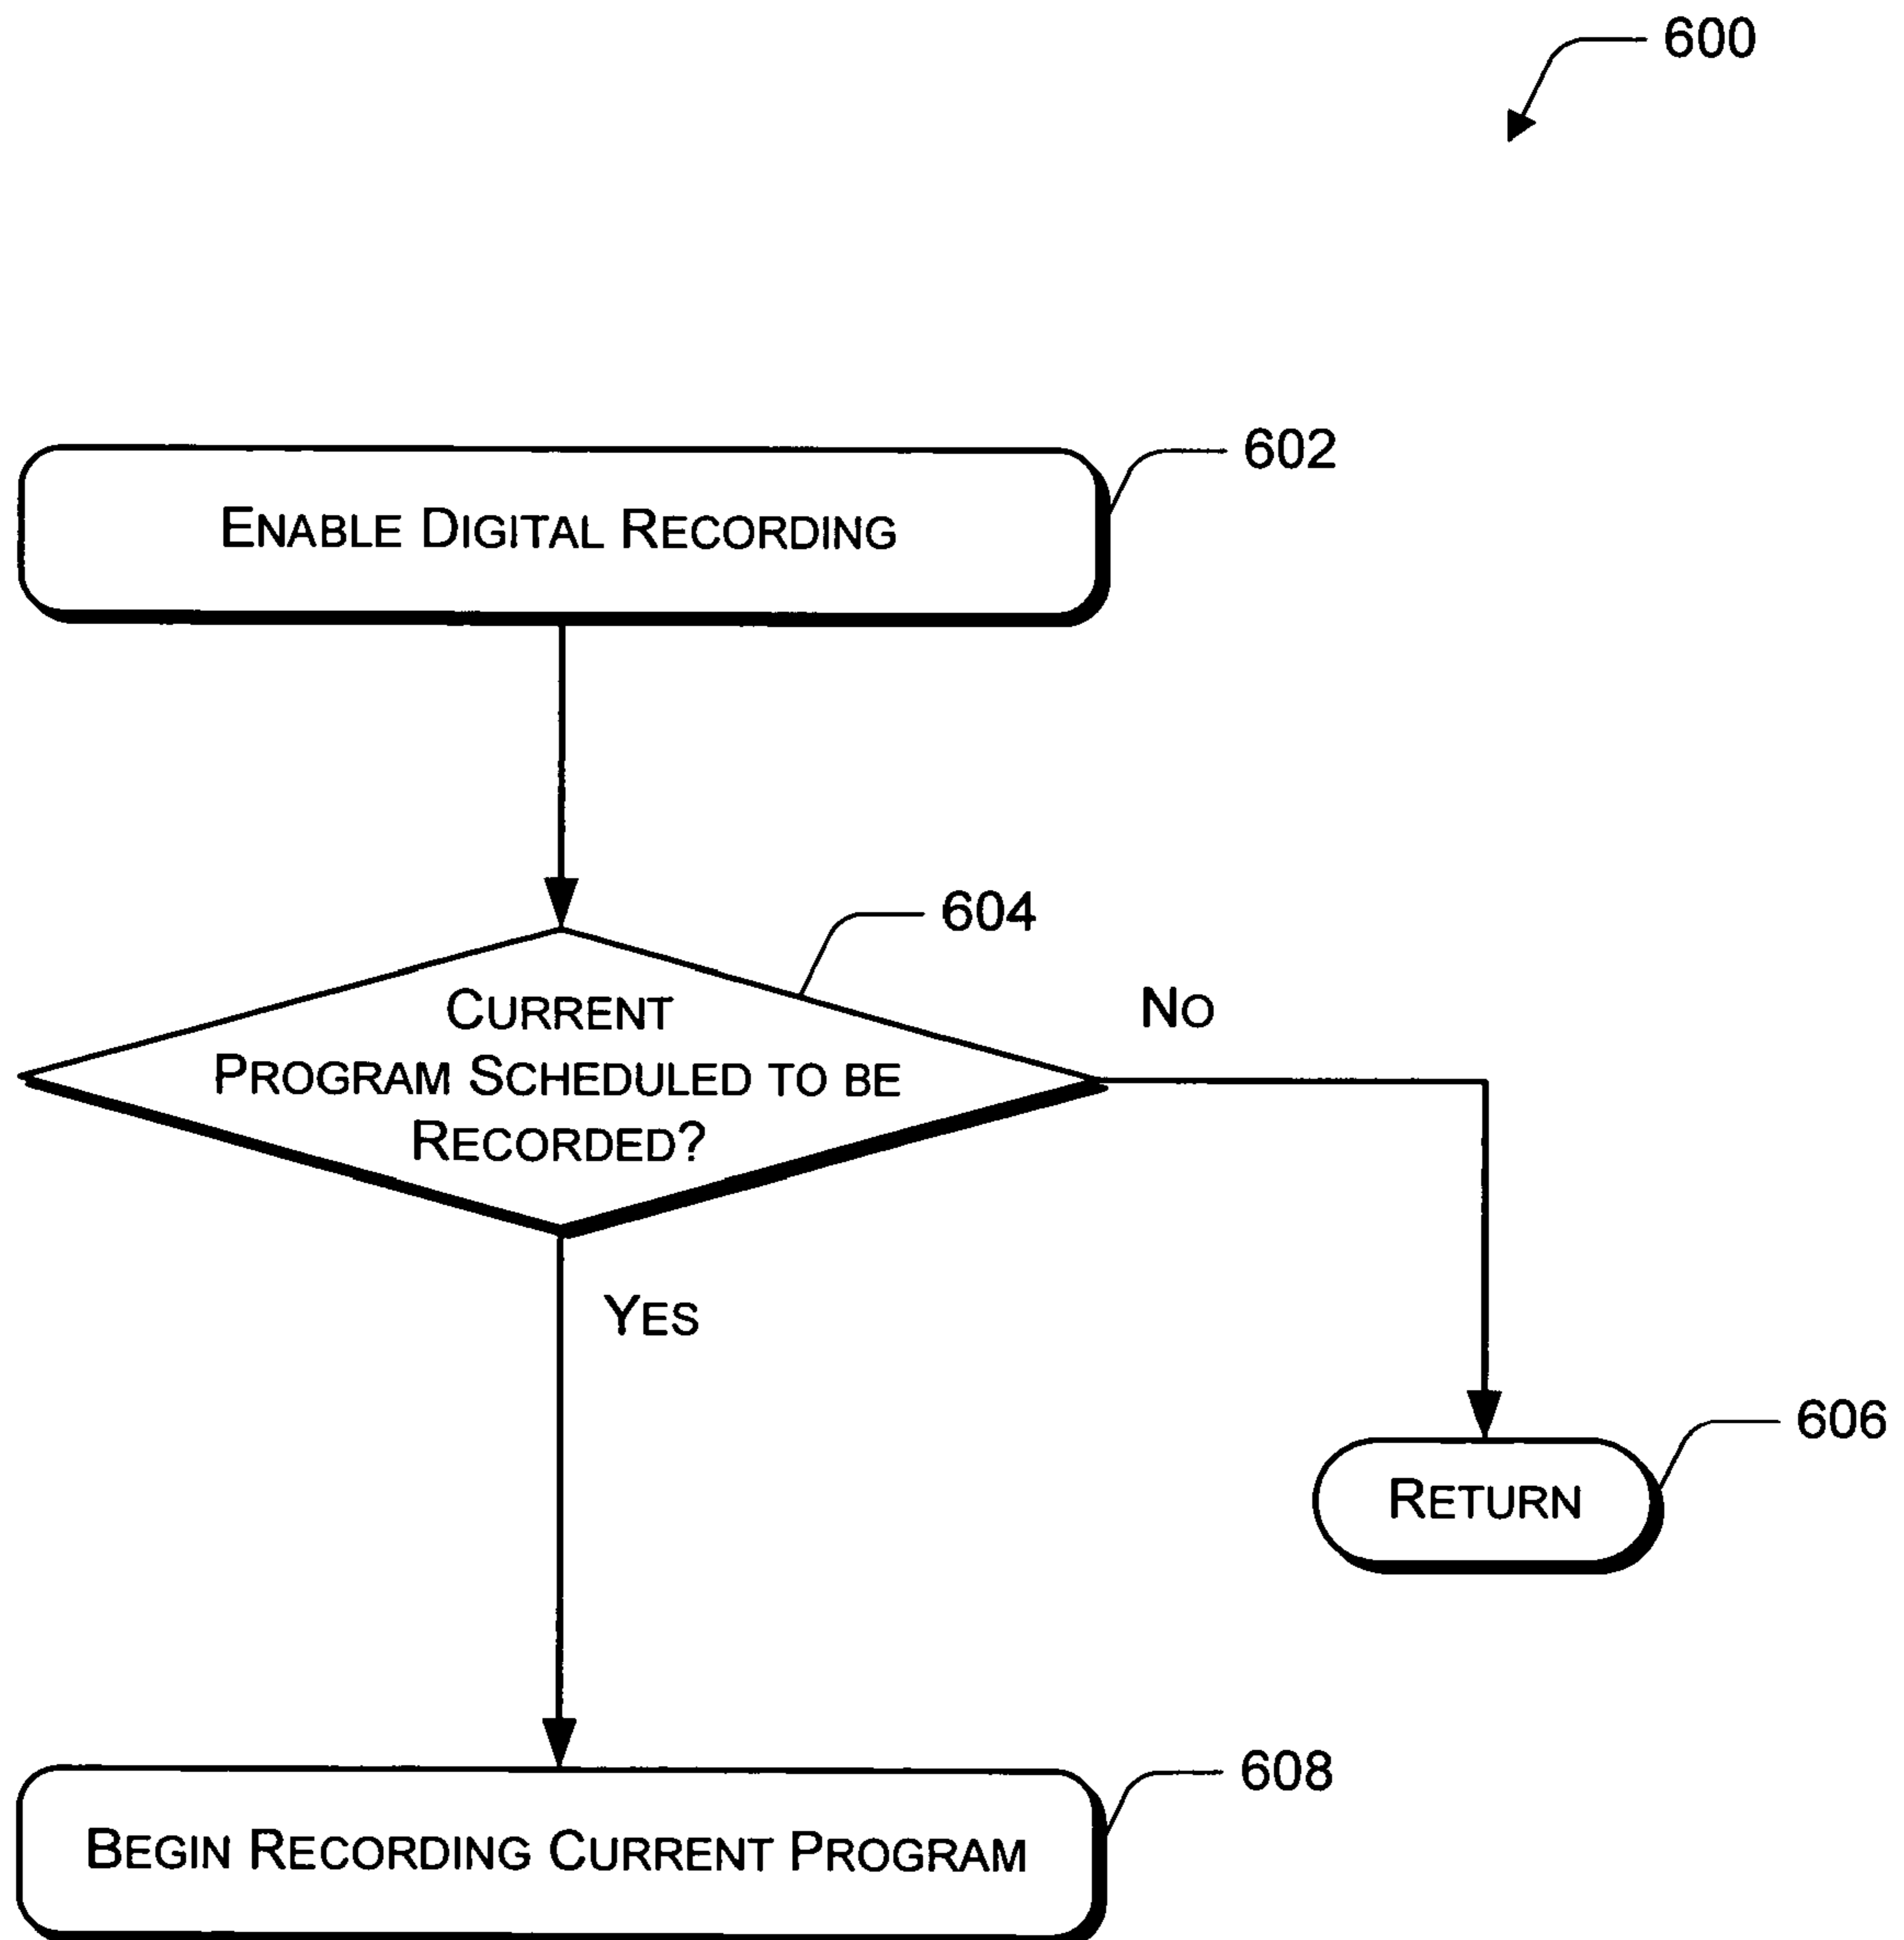 600
602
ENABLE DIGITAL RECORDING
604
CURRENT
PROGRAM SCHEDULED TO BE
RECORDED?
NO
YES
606
RETURN
608
BEGIN RECORDING CURRENT PROGRAM